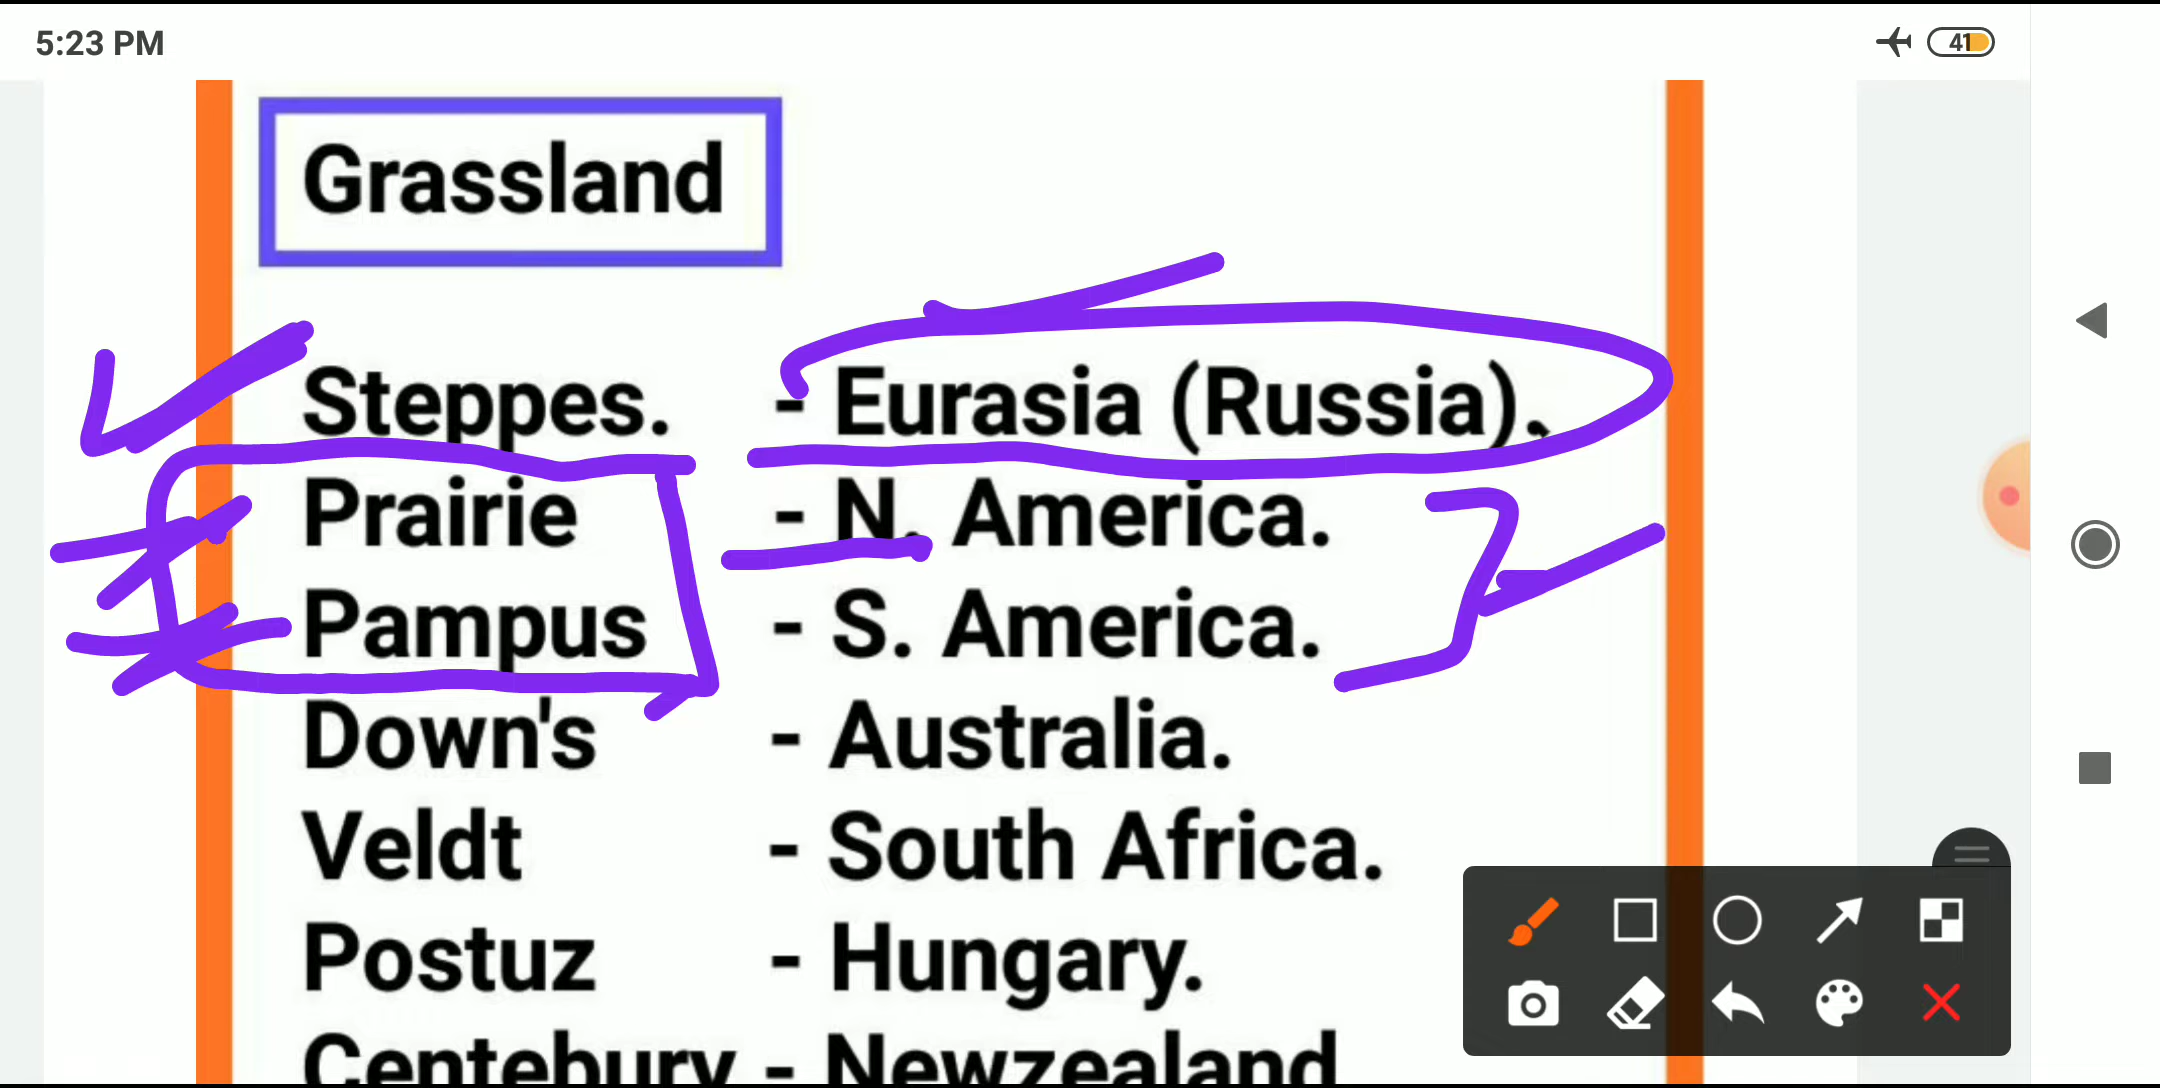 5:23 PM
41
Grassland
Steppes. - Eurasia (Russia).
Prairie - N. America.
Pampus - S. America.
Down's - Australia.
Veldt - South Africa.
Postuz - Hungary.
Centebury - Newzealand